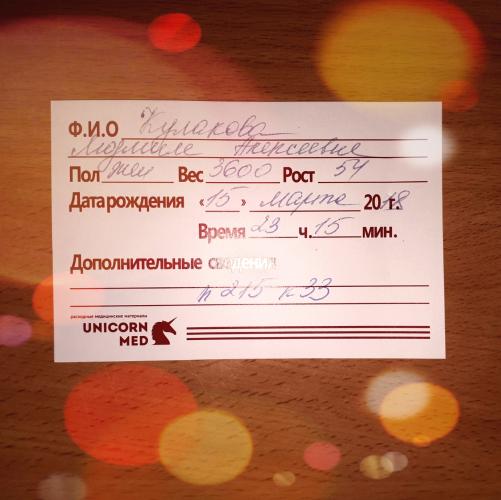 Ф.И.О Кулакова
Людмила Алексеевна
Пол жен Вес 3600 Рост 54
Дата рождения «15» марта 2018 г.
Время 23 ч. 15 мин.
Дополнительные сведения
п 215 к 33
расходные медицинские материалы
UNICORN
MED